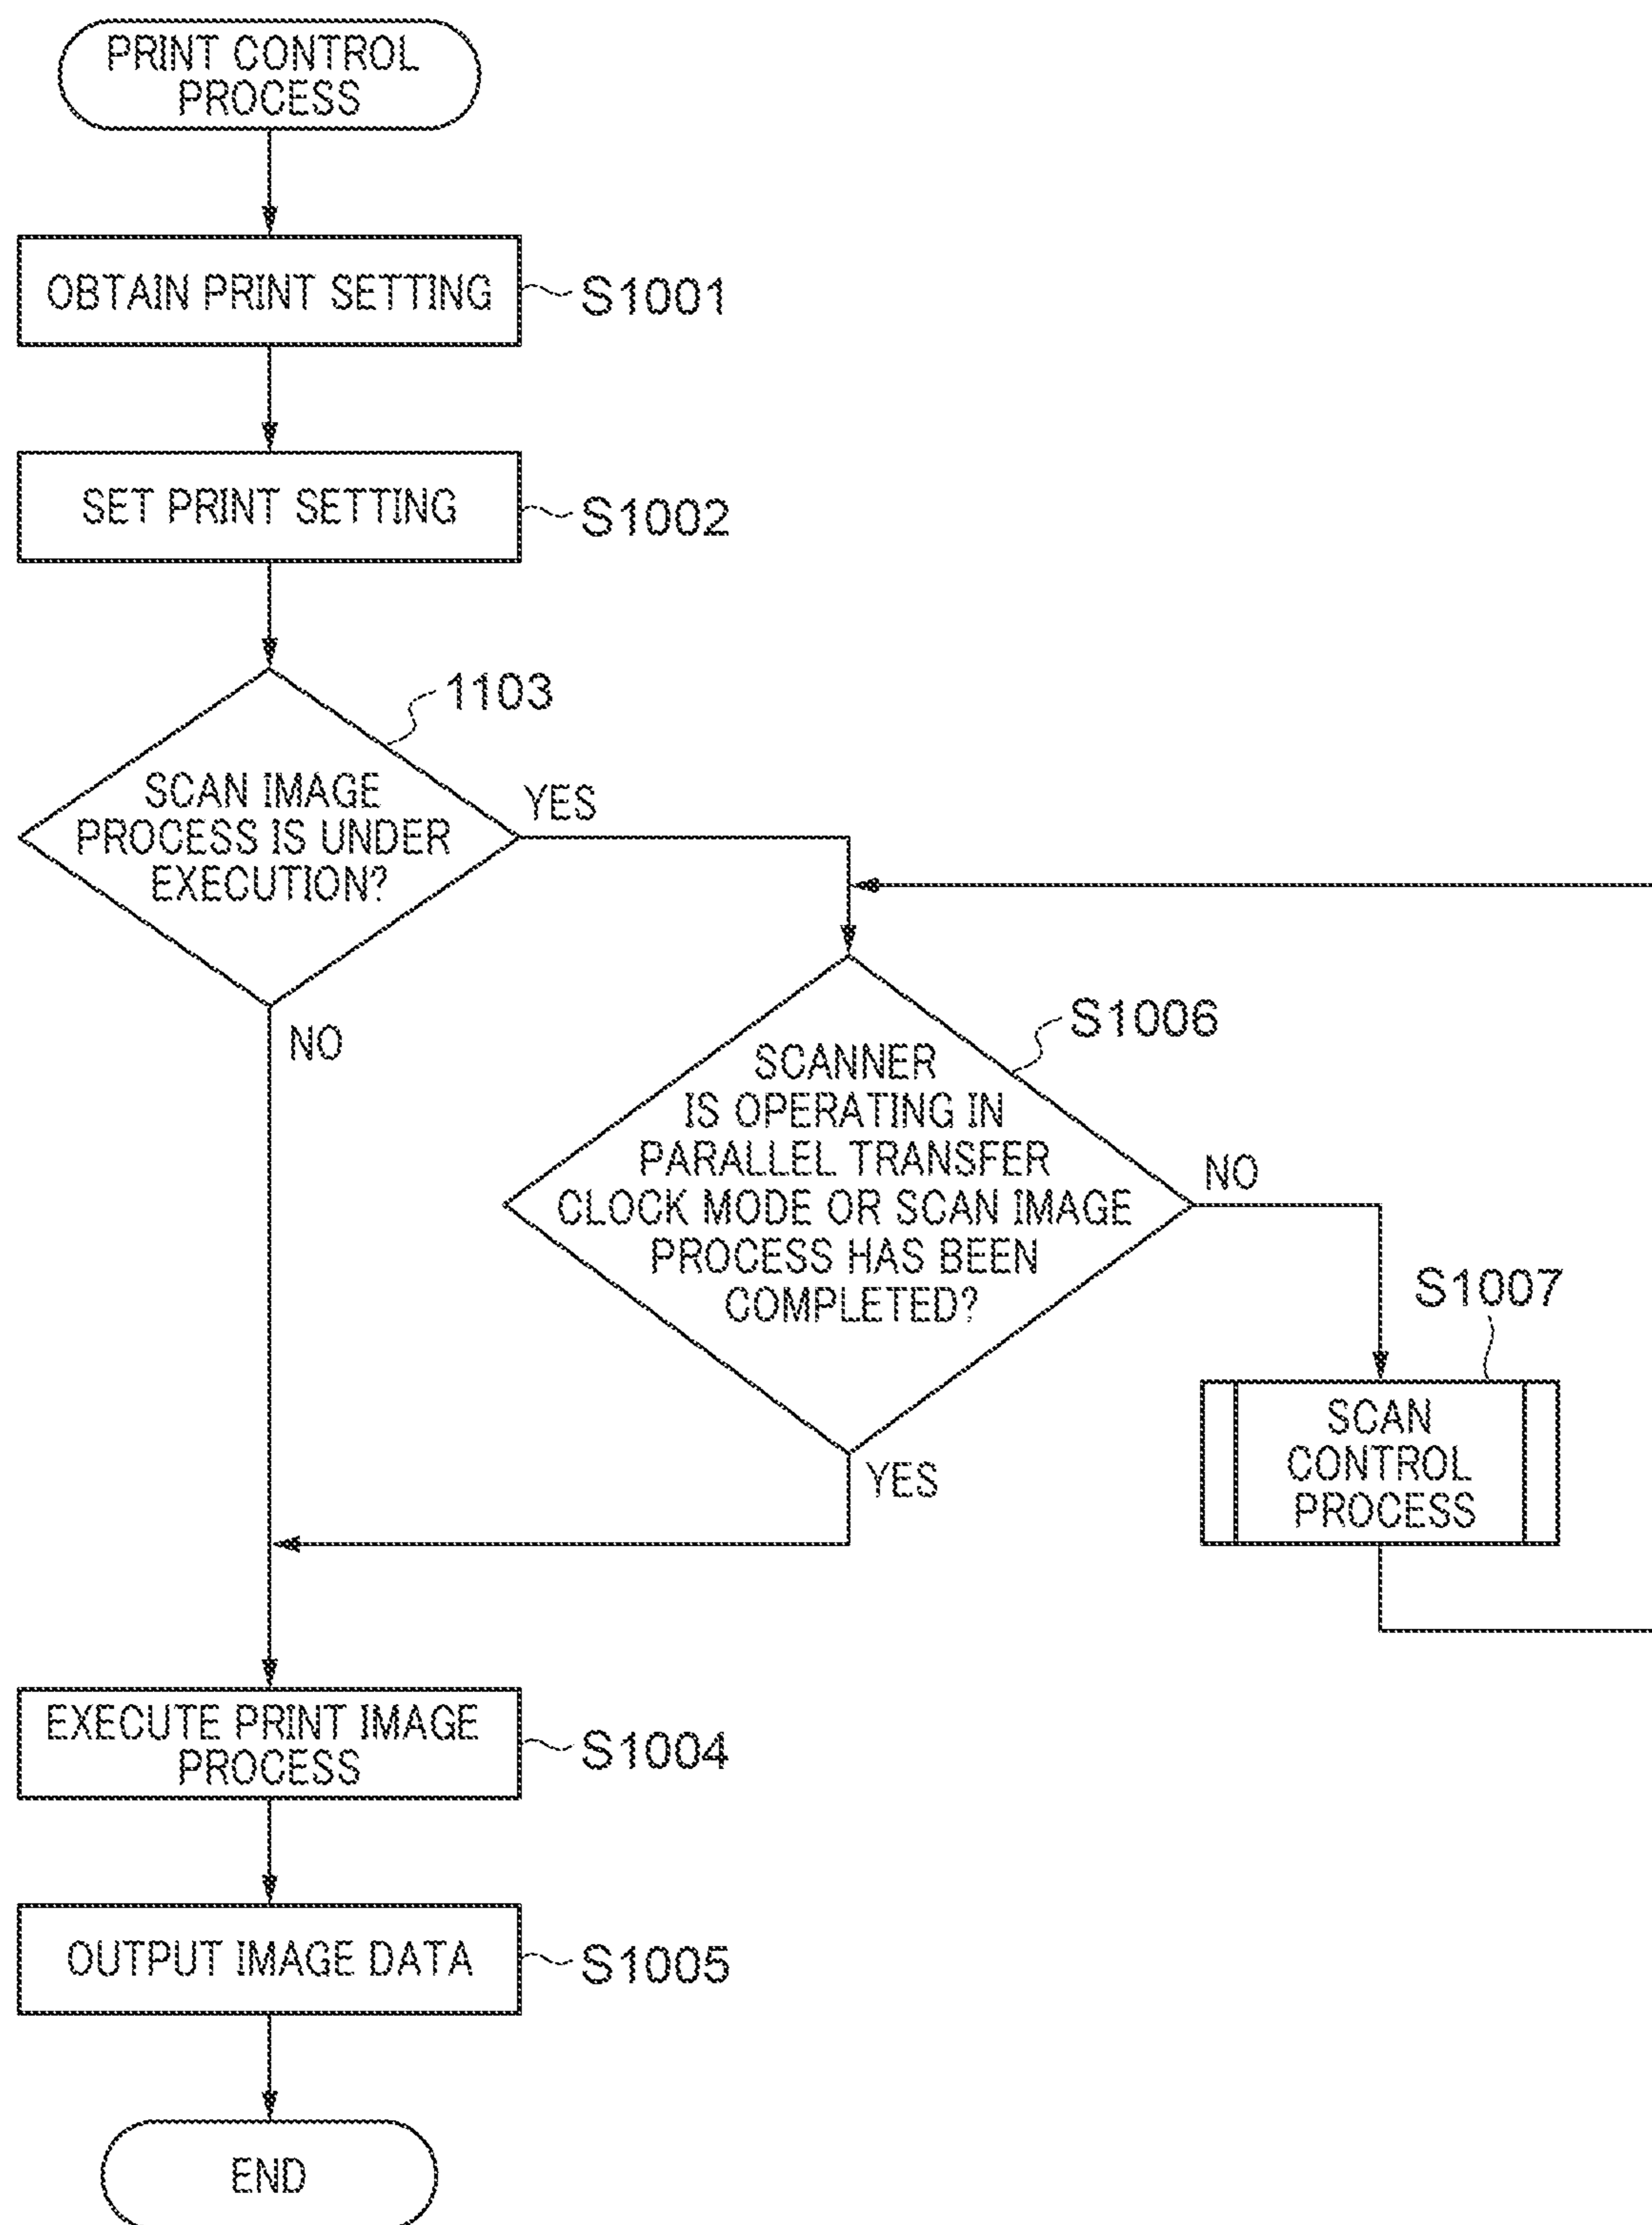 PRINT CONTROL
PROCESS
OBTAIN PRINT SETTING
S1001
SET PRINT SETTING
S1002
1103
SCAN IMAGE
PROCESS IS UNDER
EXECUTION?
YES
NO
S1006
SCANNER
IS OPERATING IN
PARALLEL TRANSFER
CLOCK MODE OR SCAN IMAGE
PROCESS HAS BEEN
COMPLETED?
NO
YES
S1007
SCAN
CONTROL
PROCESS
EXECUTE PRINT IMAGE
PROCESS
S1004
OUTPUT IMAGE DATA
S1005
END